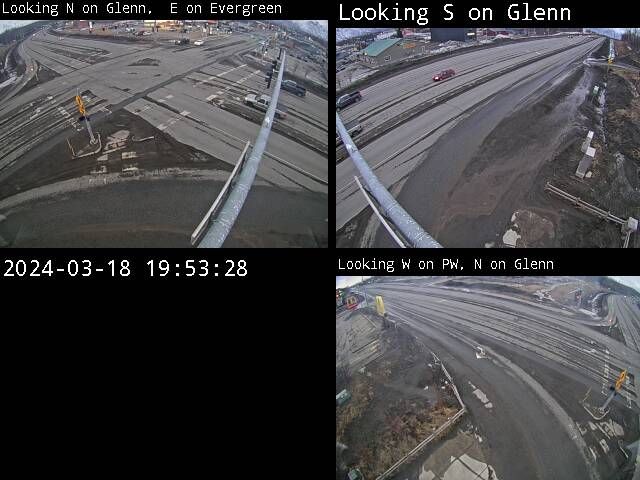 Looking N on Glenn,  E on Evergreen
Looking S on Glenn
2024-03-18 19:53:28
Looking W on PW, N on Glenn